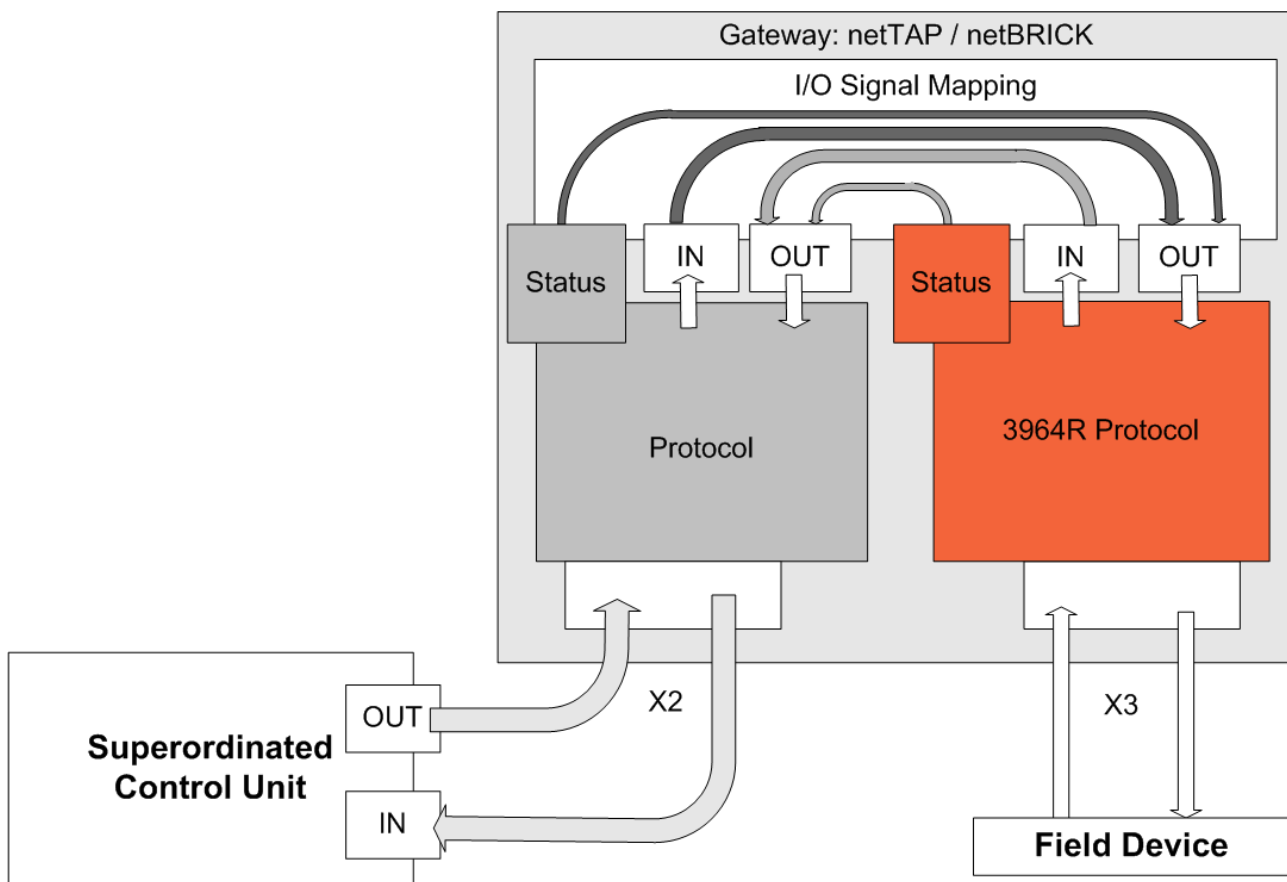 Gateway: netTAP / netBRICK
I/O Signal Mapping
Status
IN
OUT
Status
IN
OUT
Protocol
3964R Protocol
X2
X3
OUT
Superordinated
Control Unit
IN
Field Device